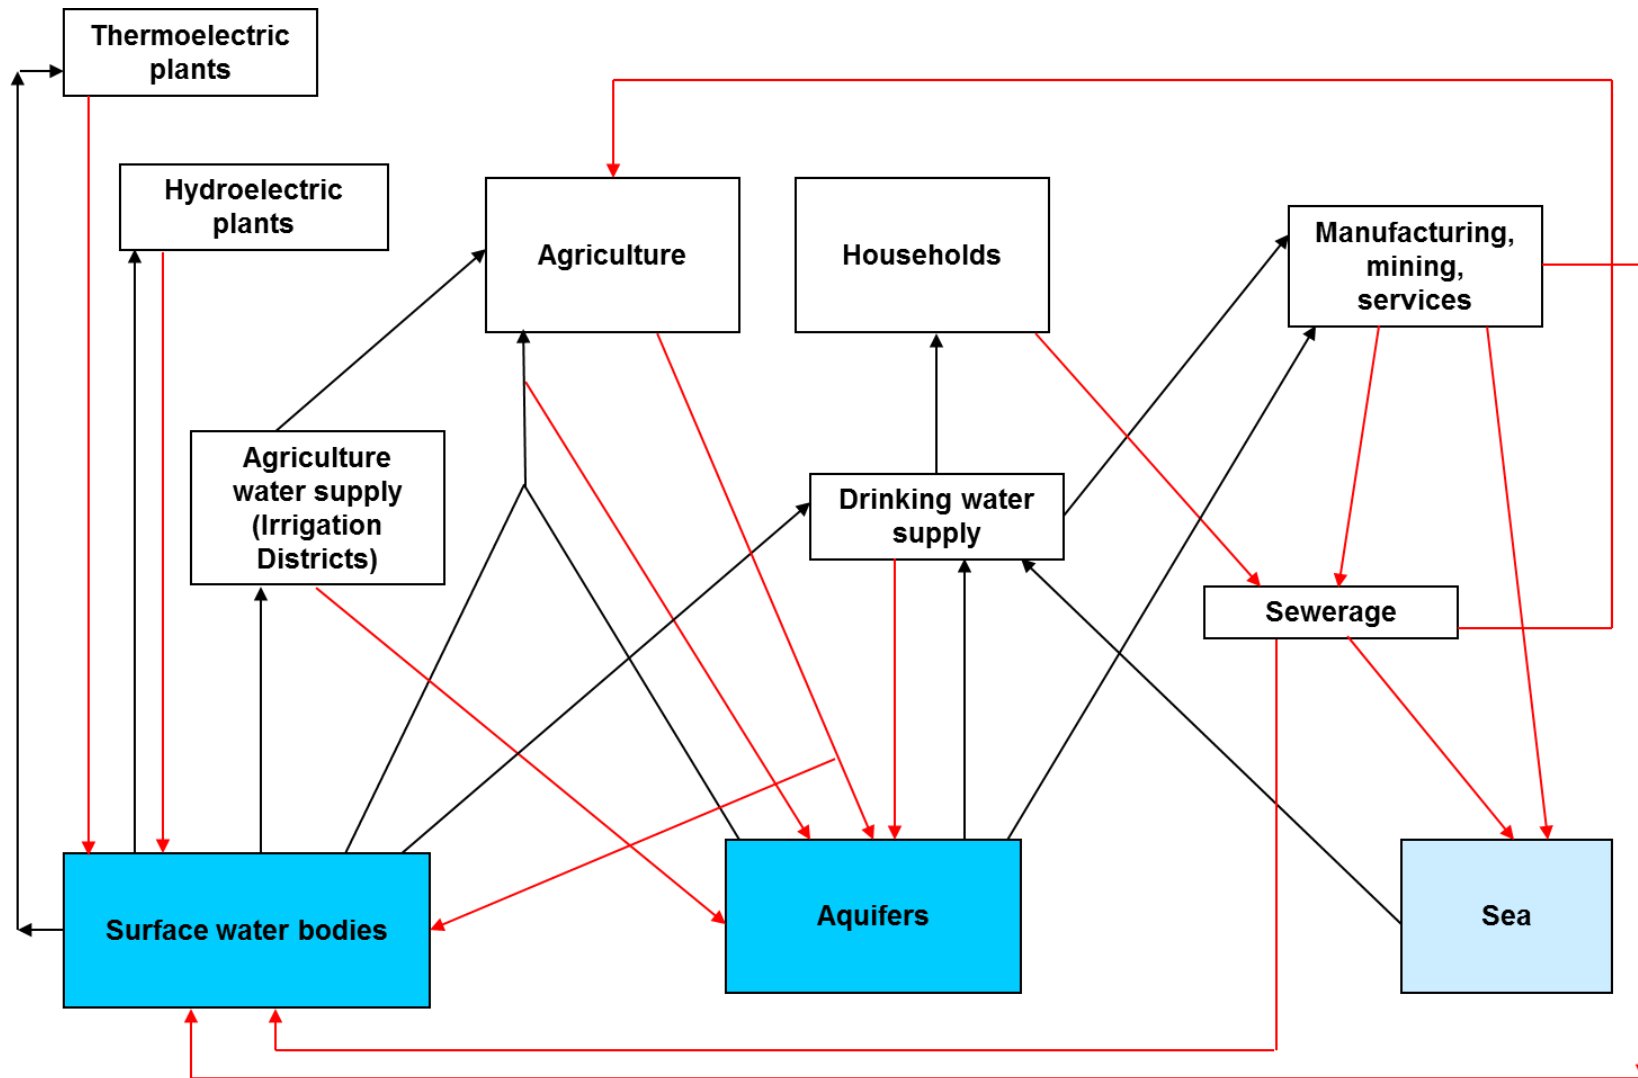 Thermoelectric
plants
Hydroelectric
plants
Agriculture
Households
Manufacturing,
mining,
services
Agriculture
water supply
(Irrigation
Districts)
Drinking water
supply
Sewerage
Surface water bodies
Aquifers
Sea